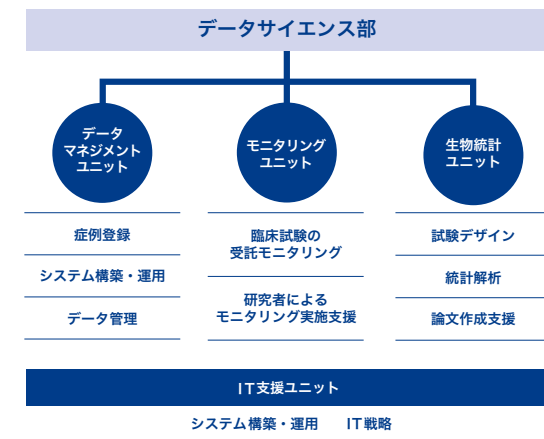 データサイエンス部
データ
マネジメント
ユニット
モニタリング
ユニット
生物統計
ユニット
症例登録
システム構築・運用
データ管理
臨床試験の
受託モニタリング
研究者による
モニタリング実施支援
試験デザイン
統計解析
論文作成支援
IT支援ユニット
システム構築・運用　IT戦略